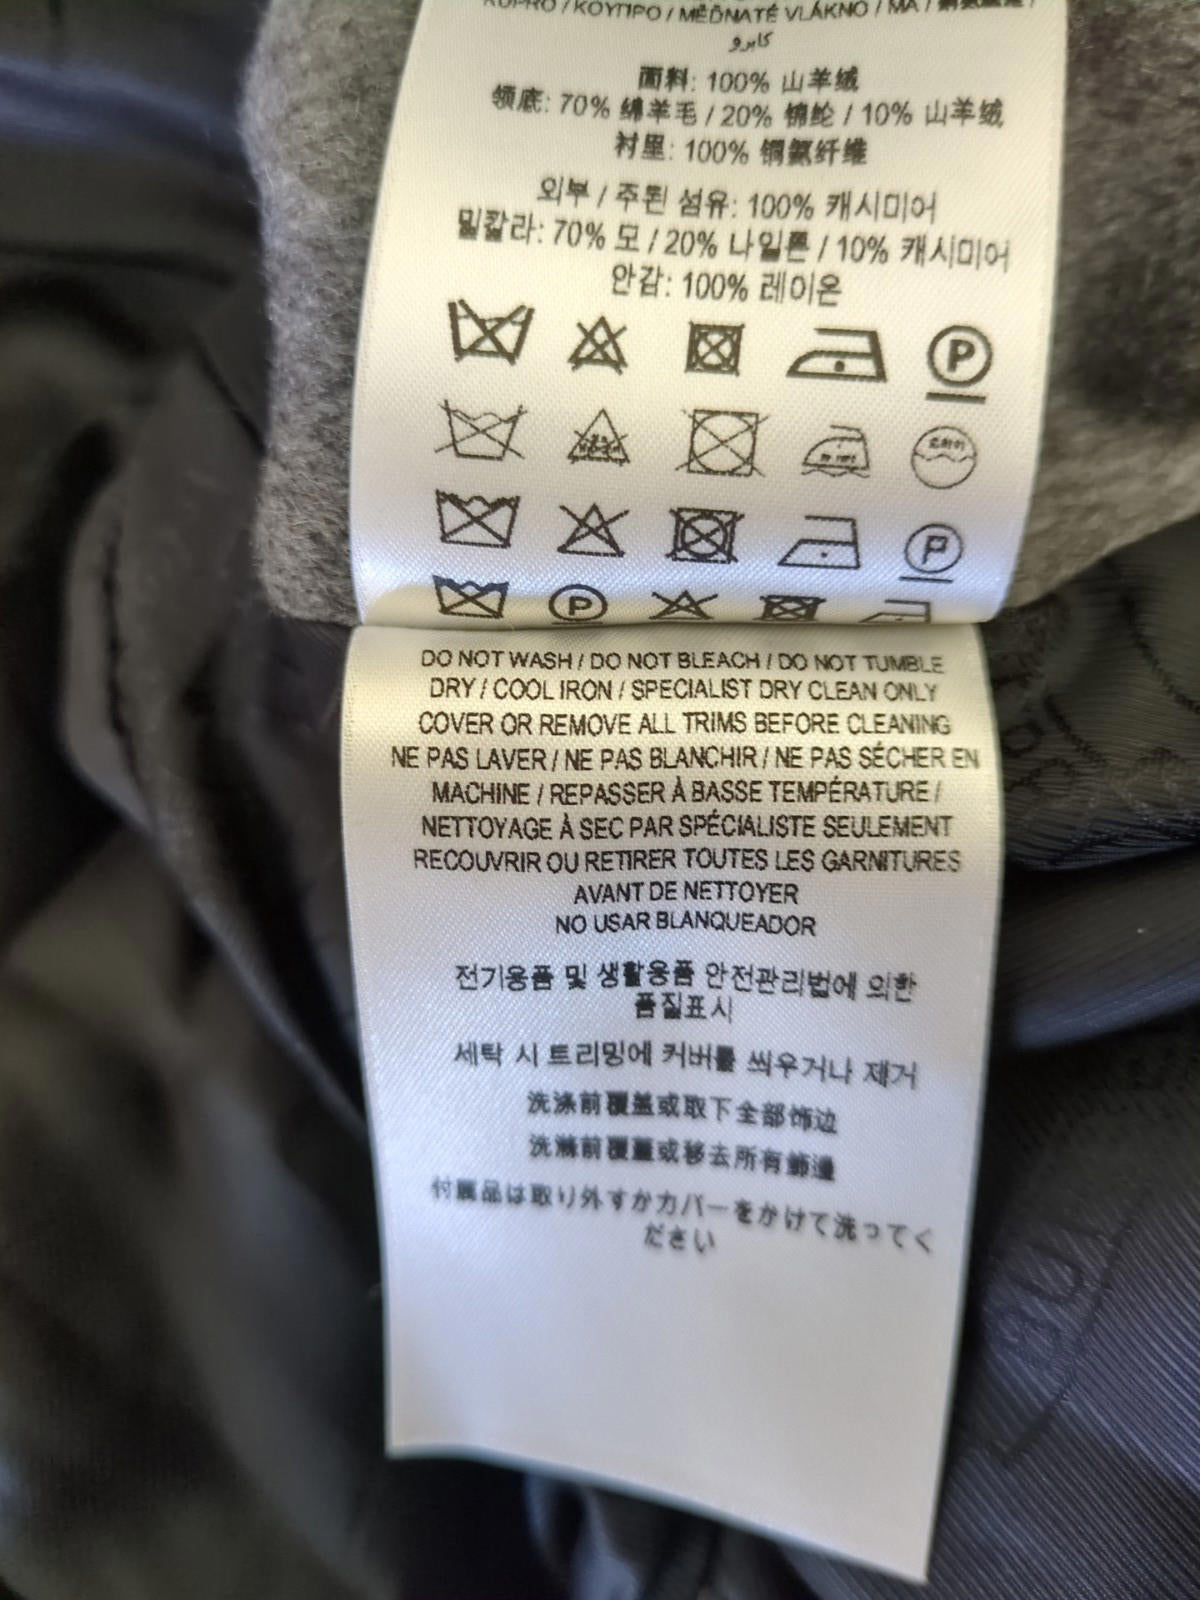 KUPRO / ΚΟΥΠΡΟ / MĚĎNATÉ VLÁKNO / MA /
كابرو
面料: 100% 山羊绒
领底: 70% 绵羊毛 / 20% 锦纶 / 10% 山羊绒
衬里: 100% 铜氨纤维
외부 / 주된 섬유: 100% 캐시미어
밑칼라: 70% 모 / 20% 나일론 / 10% 캐시미어
안감: 100% 레이온
P
P
P
DO NOT WASH / DO NOT BLEACH / DO NOT TUMBLE
DRY / COOL IRON / SPECIALIST DRY CLEAN ONLY
COVER OR REMOVE ALL TRIMS BEFORE CLEANING
NE PAS LAVER / NE PAS BLANCHIR / NE PAS SÉCHER EN
MACHINE / REPASSER À BASSE TEMPÉRATURE /
NETTOYAGE À SEC PAR SPÉCIALISTE SEULEMENT
RECOUVRIR OU RETIRER TOUTES LES GARNITURES
AVANT DE NETTOYER
NO USAR BLANQUEADOR
전기용품 및 생활용품 안전관리법에 의한
품질표시
세탁 시 트리밍에 커버를 씌우거나 제거
洗涤前覆盖或取下全部饰边
洗滌前覆蓋或移去所有飾邊
付属品は取り外すかカバーをかけて洗ってく
ださい